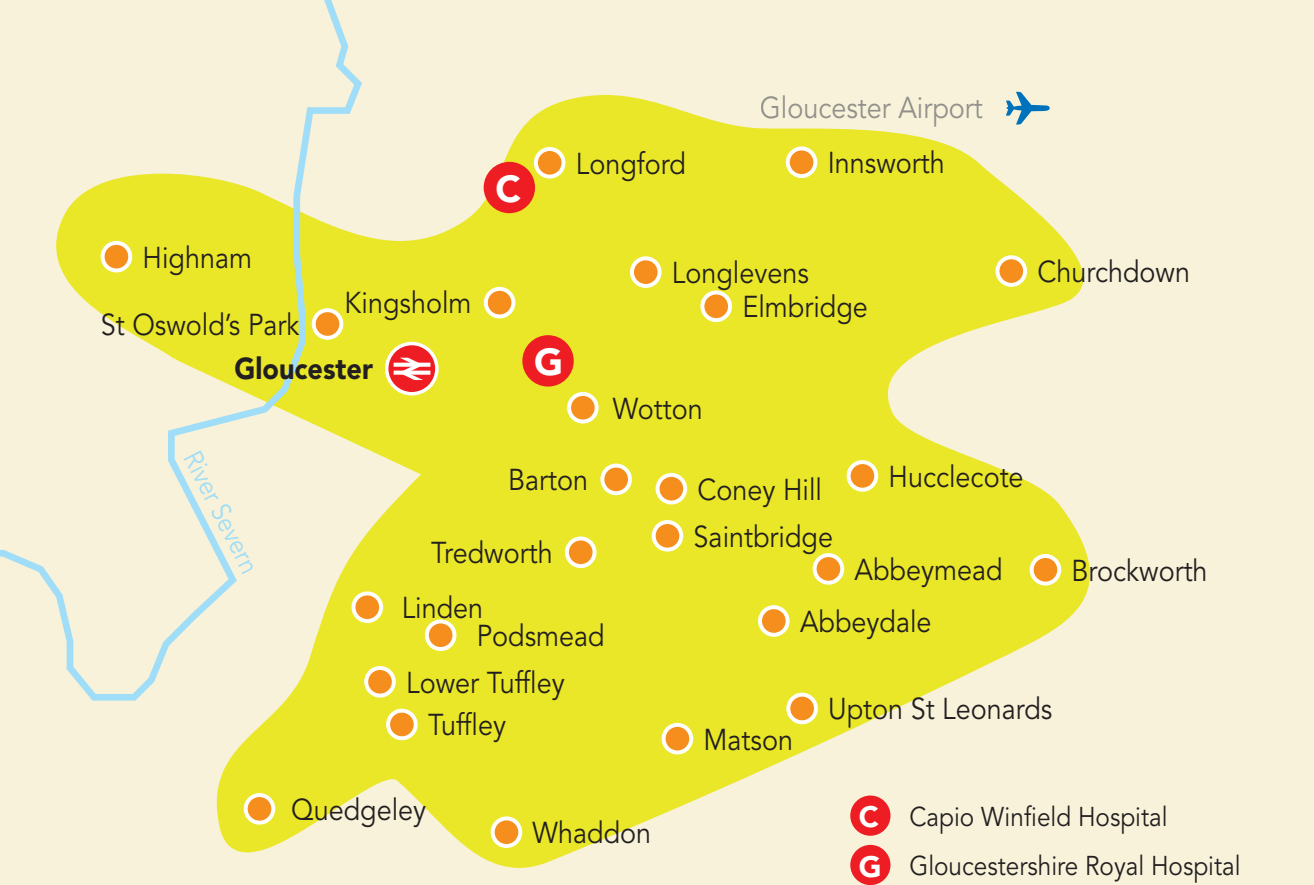 Gloucester Airport
Longford
Innsworth
C
Highnam
Longlevens
Churchdown
Kingsholm
Elmbridge
St Oswold's Park
Gloucester
G
Wotton
Barton
Coney Hill
Hucclecote
River Severn
Saintbridge
Tredworth
Abbeymead
Brockworth
Linden
Abbeydale
Podsmead
Lower Tuffley
Upton St Leonards
Tuffley
Matson
Quedgeley
Whaddon
C Capio Winfield Hospital
G Gloucestershire Royal Hospital